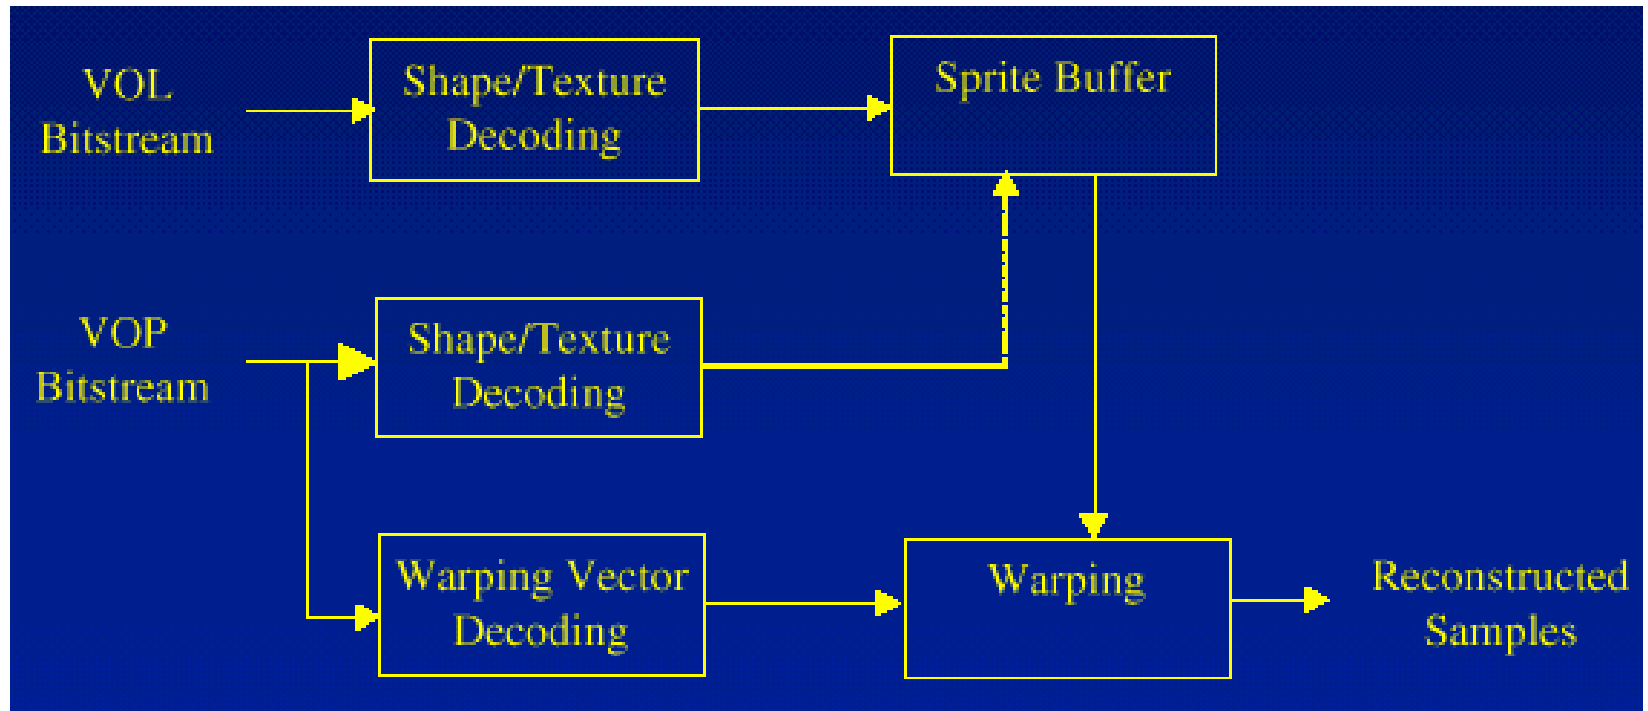 VOL
Bitstream
Shape/Texture
Decoding
Sprite Buffer
VOP
Bitstream
Shape/Texture
Decoding
Warping Vector
Decoding
Warping
Reconstructed
Samples